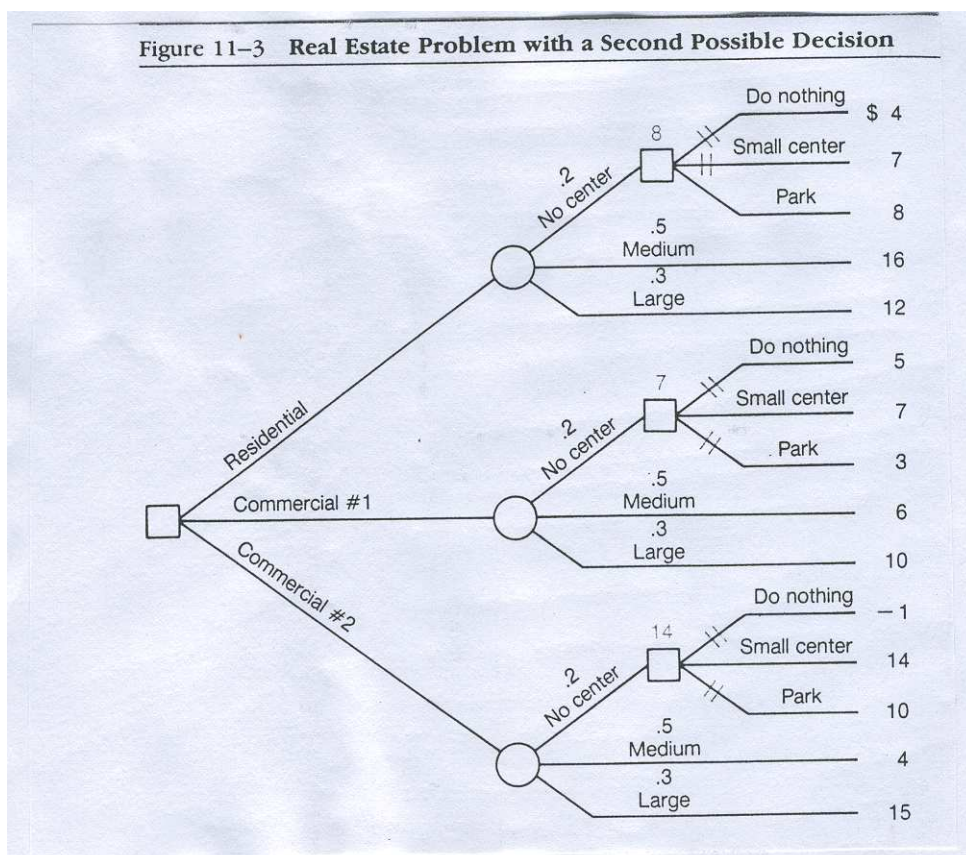 Figure 11–3 Real Estate Problem with a Second Possible Decision
Do nothing $ 4
8
Small center 7
.2
No center
Park 8
.5
Medium 16
.3
Large 12
Residential
Do nothing 5
7
Small center 7
.2
No center
Park 3
.5
Medium 6
.3
Large 10
Commercial #1
Commercial #2
Do nothing −1
14
Small center 14
.2
No center
Park 10
.5
Medium 4
.3
Large 15